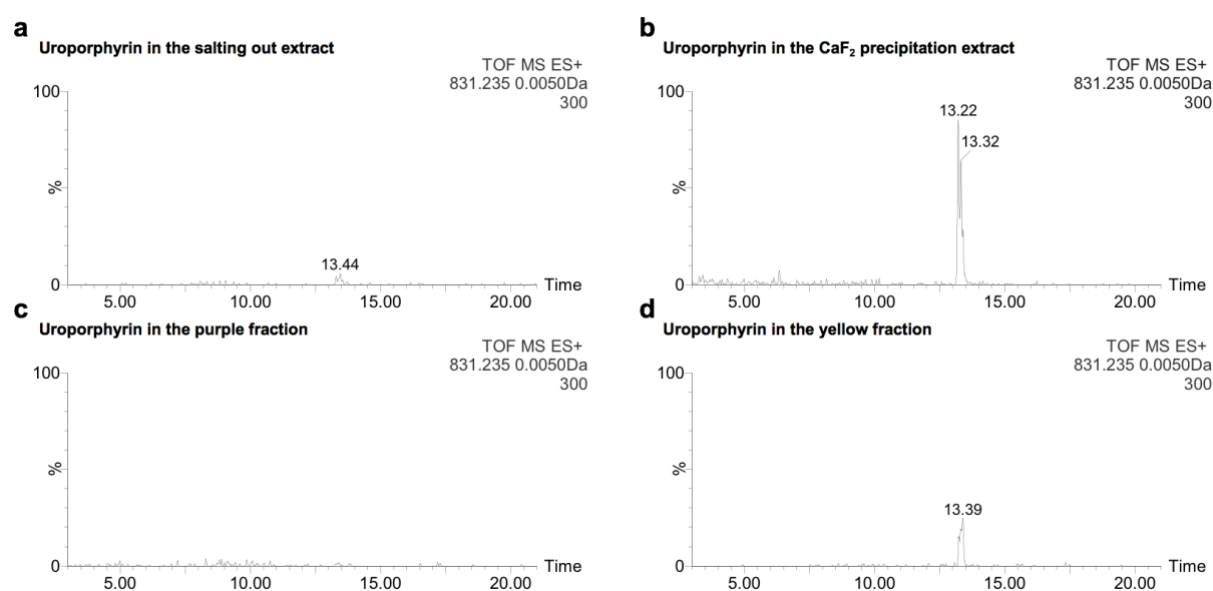 a
Uroporphyrin in the salting out extract
TOF MS ES+
831.235 0.0050Da
300
100
%
0
13.44
Time
5.00 10.00 15.00 20.00
b
Uroporphyrin in the CaF₂ precipitation extract
TOF MS ES+
831.235 0.0050Da
300
100
13.22
13.32
%
0
Time
5.00 10.00 15.00 20.00
c
Uroporphyrin in the purple fraction
TOF MS ES+
831.235 0.0050Da
300
100
%
0
Time
5.00 10.00 15.00 20.00
d
Uroporphyrin in the yellow fraction
TOF MS ES+
831.235 0.0050Da
300
100
%
13.39
0
Time
5.00 10.00 15.00 20.00